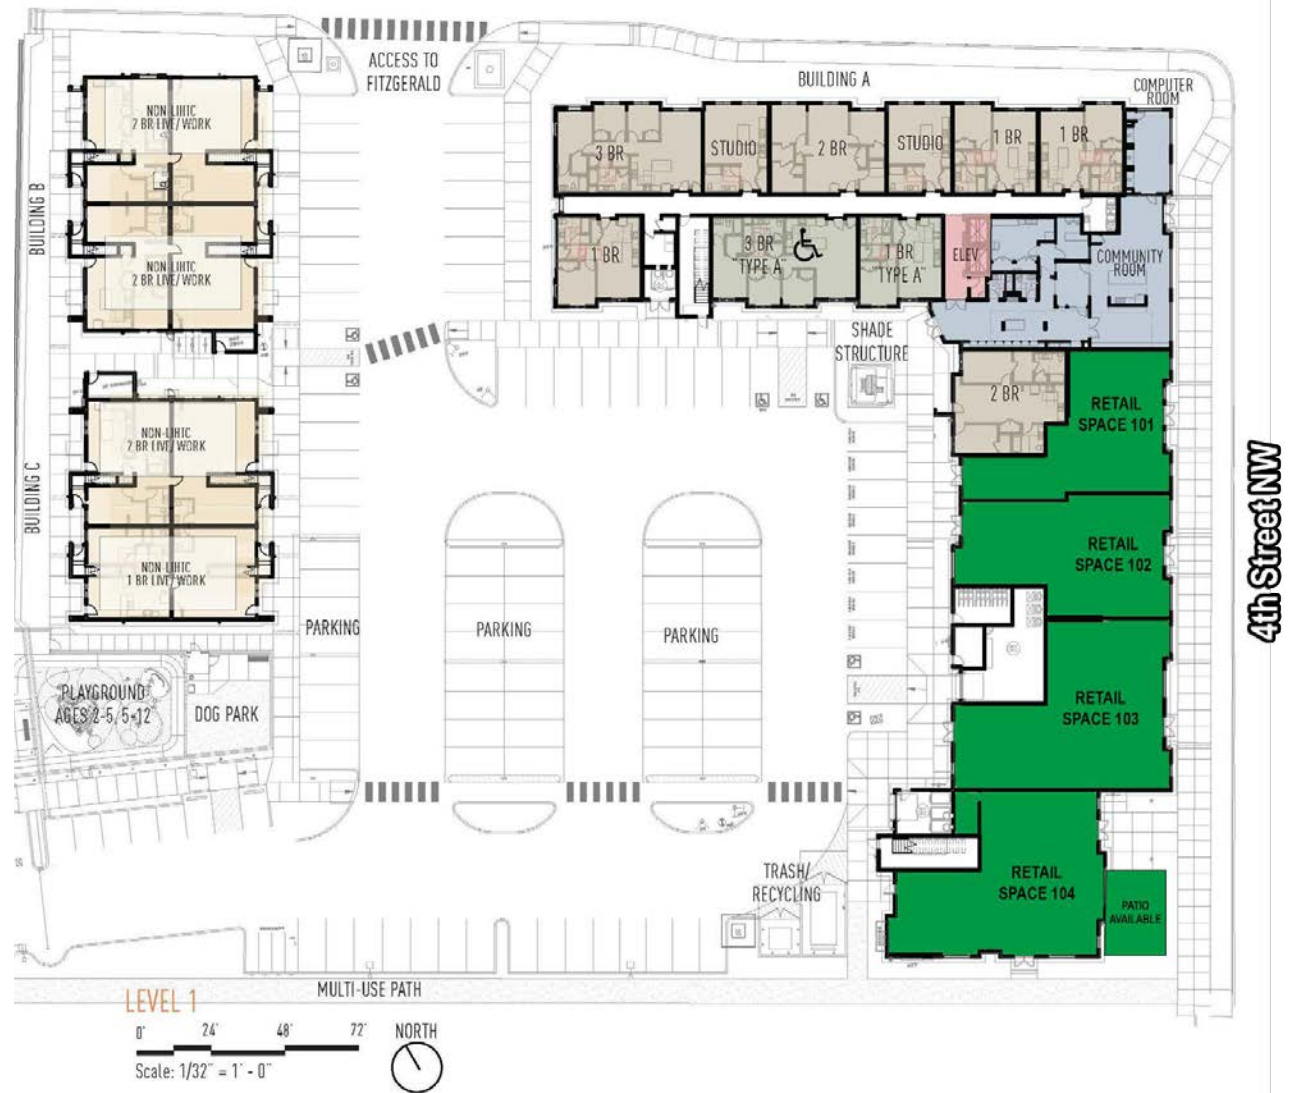 ACCESS TO
FITZGERALD
BUILDING A
COMPUTER
ROOM
NON-LIHTC
2 BR LIVE/WORK
3 BR
STUDIO
2 BR
STUDIO
1 BR
1 BR
BUILDING B
NON-LIHTC
2 BR LIVE/WORK
1 BR
3 BR
"TYPE A"
1 BR
"TYPE A"
ELEV
COMMUNITY
ROOM
SHADE
STRUCTURE
2 BR
RETAIL
SPACE 101
NON-LIHTC
2 BR LIVE/WORK
BUILDING C
4th Street NW
RETAIL
SPACE 102
NON-LIHTC
1 BR LIVE/WORK
PARKING
PARKING
PARKING
PLAYGROUND
AGES 2-5, 5-12
DOG PARK
RETAIL
SPACE 103
TRASH/
RECYCLING
RETAIL
SPACE 104
PATIO
AVAILABLE
MULTI-USE PATH
LEVEL 1
0' 24' 48' 72'
Scale: 1/32" = 1' - 0"
NORTH